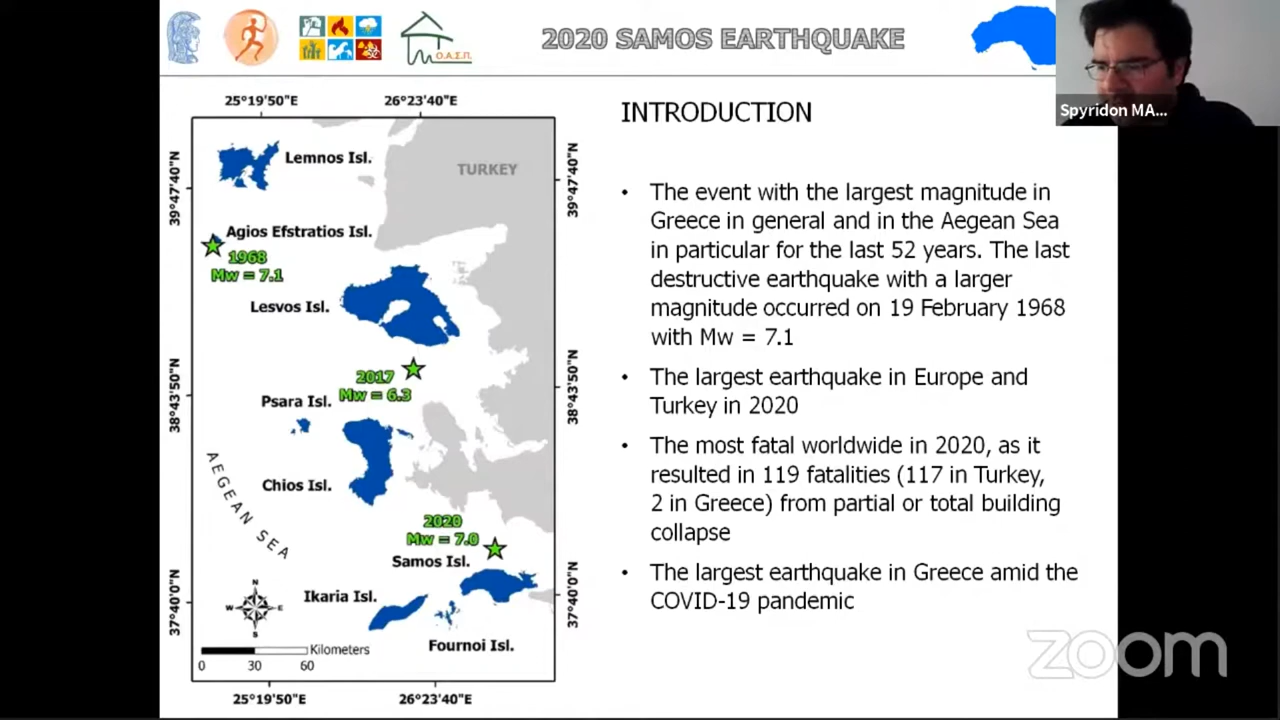 2020 SAMOS EARTHQUAKE
Spyridon MA...
Ο.Α.Σ.Π.
25°19'50"E
26°23'40"E
39°47'40"N
39°47'40"N
38°43'50"N
38°43'50"N
37°40'0"N
37°40'0"N
Lemnos Isl.
TURKEY
Agios Efstratios Isl.
1968
Mw = 7.1
Lesvos Isl.
2017
Mw = 6.3
Psara Isl.
Chios Isl.
AEGEAN SEA
2020
Mw = 7.0
Samos Isl.
Ikaria Isl.
Fournoi Isl.
N
W
E
S
Kilometers
0 30 60
25°19'50"E
26°23'40"E
INTRODUCTION
• The event with the largest magnitude in
Greece in general and in the Aegean Sea
in particular for the last 52 years. The last
destructive earthquake with a larger
magnitude occurred on 19 February 1968
with Mw = 7.1
• The largest earthquake in Europe and
Turkey in 2020
• The most fatal worldwide in 2020, as it
resulted in 119 fatalities (117 in Turkey,
2 in Greece) from partial or total building
collapse
• The largest earthquake in Greece amid the
COVID-19 pandemic
zoom